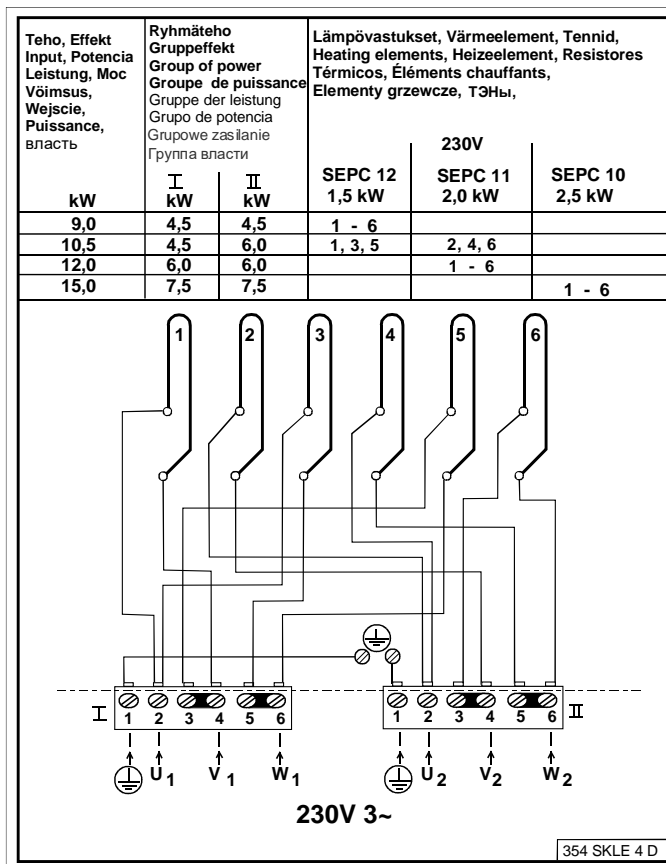 Teho, Effekt
Input, Potencia
Leistung, Moc
Vöimsus,
Wejscie,
Puissance,
власть
kW
Ryhmäteho
Gruppeffekt
Group of power
Groupe de puissance
Gruppe der leistung
Grupo de potencia
Grupowe zasilanie
Группа власти
I II
kW kW
Lämpövastukset, Värmeelement, Tennid,
Heating elements, Heizeelement, Resistores
Térmicos, Éléments chauffants,
Elementy grzewcze, ТЭНы,
230V
SEPC 12 SEPC 11 SEPC 10
1,5 kW 2,0 kW 2,5 kW
9,0 4,5 4,5 1 - 6
10,5 4,5 6,0 1, 3, 5 2, 4, 6
12,0 6,0 6,0 1 - 6
15,0 7,5 7,5 1 - 6
1 2 3 4 5 6
I 1 2 3 4 5 6 1 2 3 4 5 6 II
U1 V1 W1 U2 V2 W2
230V 3~
354 SKLE 4 D